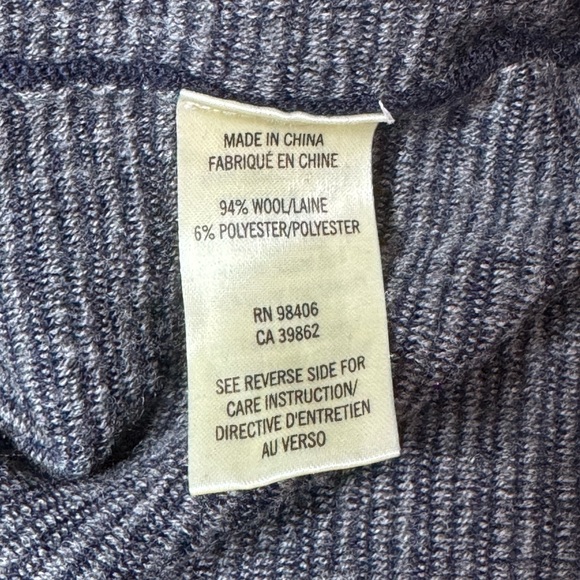 MADE IN CHINA
FABRIQUÉ EN CHINE
94% WOOL/LAINE
6% POLYESTER/POLYESTER
RN 98406
CA 39862
SEE REVERSE SIDE FOR
CARE INSTRUCTION/
DIRECTIVE D'ENTRETIEN
AU VERSO